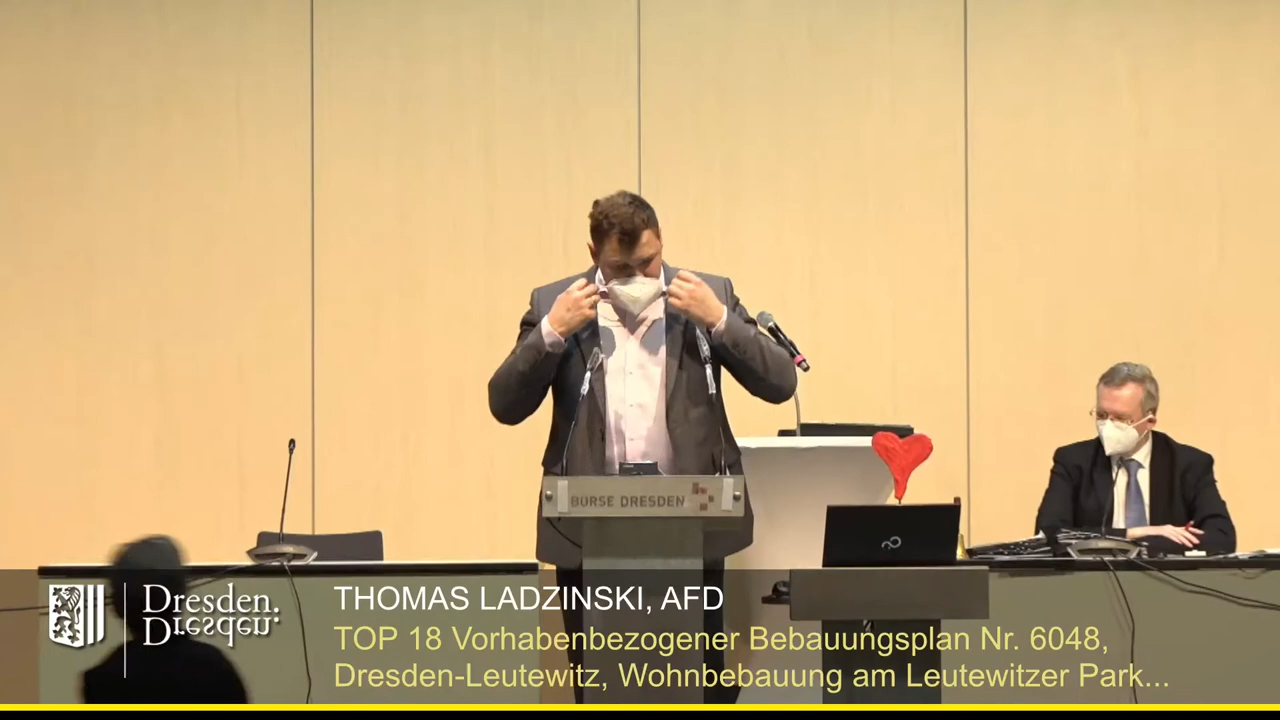 BÖRSE DRESDEN
Dresden.
Dresden.
THOMAS LADZINSKI, AFD
TOP 18 Vorhabenbezogener Bebauungsplan Nr. 6048,
Dresden-Leutewitz, Wohnbebauung am Leutewitzer Park...